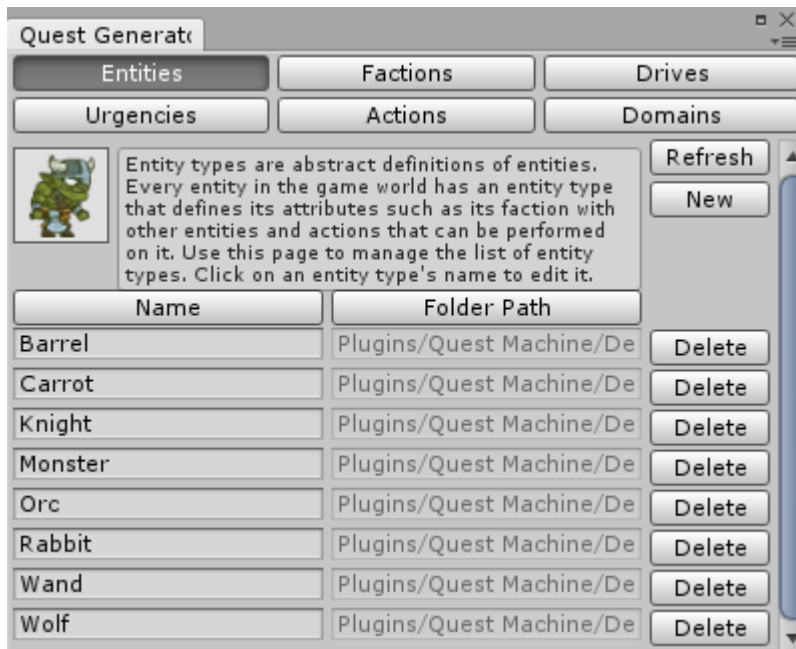 Quest Generato
Entities Factions Drives
Urgencies Actions Domains
Entity types are abstract definitions of entities.
Every entity in the game world has an entity type
that defines its attributes such as its faction with
other entities and actions that can be performed
on it. Use this page to manage the list of entity
types. Click on an entity type's name to edit it.
Refresh
New
Name Folder Path
Barrel Plugins/Quest Machine/De Delete
Carrot Plugins/Quest Machine/De Delete
Knight Plugins/Quest Machine/De Delete
Monster Plugins/Quest Machine/De Delete
Orc Plugins/Quest Machine/De Delete
Rabbit Plugins/Quest Machine/De Delete
Wand Plugins/Quest Machine/De Delete
Wolf Plugins/Quest Machine/De Delete